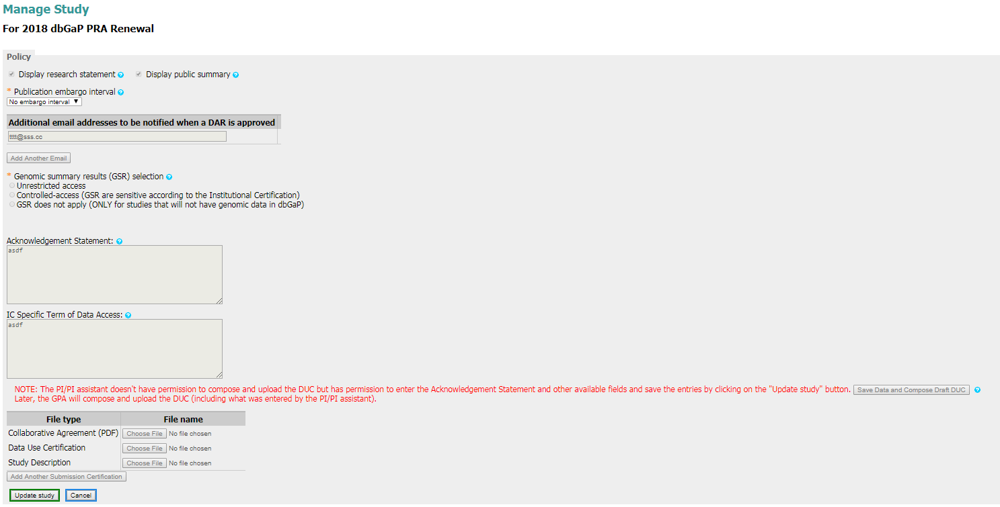 Manage Study
For 2018 dbGaP PRA Renewal
Policy
Display research statement ? Display public summary ?
* Publication embargo interval ?
No embargo interval ▼
Additional email addresses to be notified when a DAR is approved
tttt@sss.cc
Add Another Email
* Genomic summary results (GSR) selection ?
Unrestricted access
Controlled-access (GSR are sensitive according to the Institutional Certification)
GSR does not apply (ONLY for studies that will not have genomic data in dbGaP)
Acknowledgement Statement: ?
asdf
IC Specific Term of Data Access: ?
asdf
NOTE: The PI/PI assistant doesn't have permission to compose and upload the DUC but has permission to enter the Acknowledgement Statement and other available fields and save the entries by clicking on the "Update study" button. Save Data and Compose Draft DUC ?
Later, the GPA will compose and upload the DUC (including what was entered by the PI/PI assistant).
File type File name
Collaborative Agreement (PDF) Choose File No file chosen
Data Use Certification Choose File No file chosen
Study Description Choose File No file chosen
Add Another Submission Certification
Update study Cancel